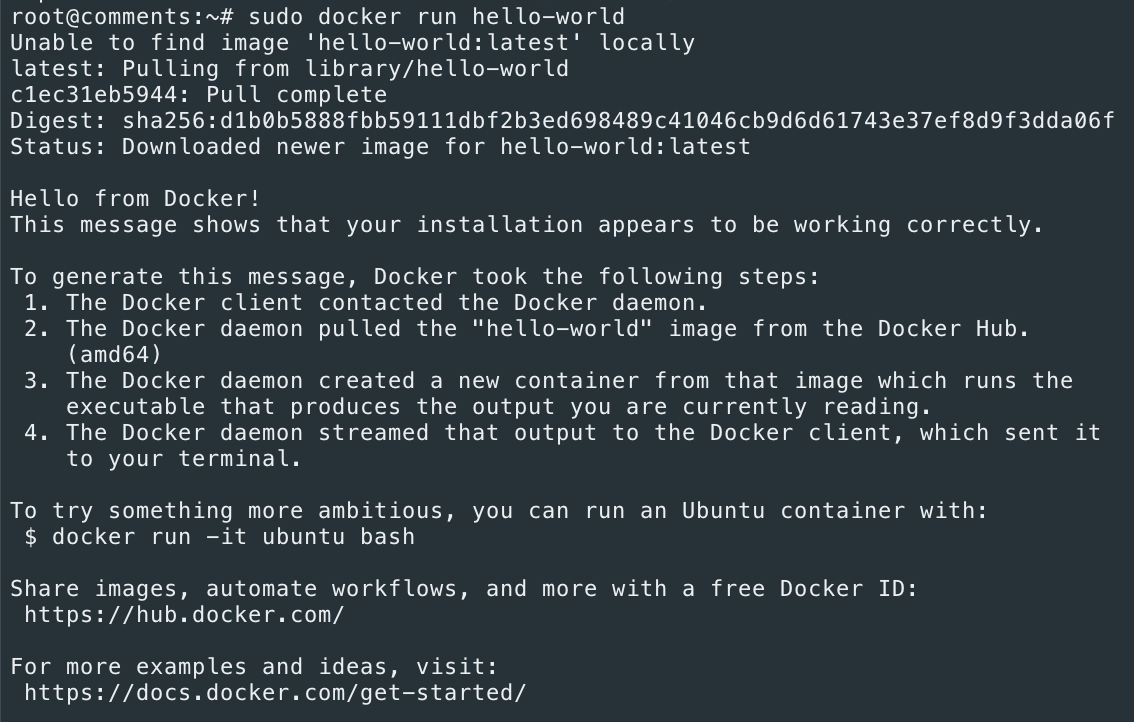 root@comments:~# sudo docker run hello-world
Unable to find image 'hello-world:latest' locally
latest: Pulling from library/hello-world
c1ec31eb5944: Pull complete
Digest: sha256:d1b0b5888fbb59111dbf2b3ed698489c41046cb9d6d61743e37ef8d9f3dda06f
Status: Downloaded newer image for hello-world:latest

Hello from Docker!
This message shows that your installation appears to be working correctly.

To generate this message, Docker took the following steps:
 1. The Docker client contacted the Docker daemon.
 2. The Docker daemon pulled the "hello-world" image from the Docker Hub.
    (amd64)
 3. The Docker daemon created a new container from that image which runs the
    executable that produces the output you are currently reading.
 4. The Docker daemon streamed that output to the Docker client, which sent it
    to your terminal.

To try something more ambitious, you can run an Ubuntu container with:
 $ docker run -it ubuntu bash

Share images, automate workflows, and more with a free Docker ID:
 https://hub.docker.com/

For more examples and ideas, visit:
 https://docs.docker.com/get-started/